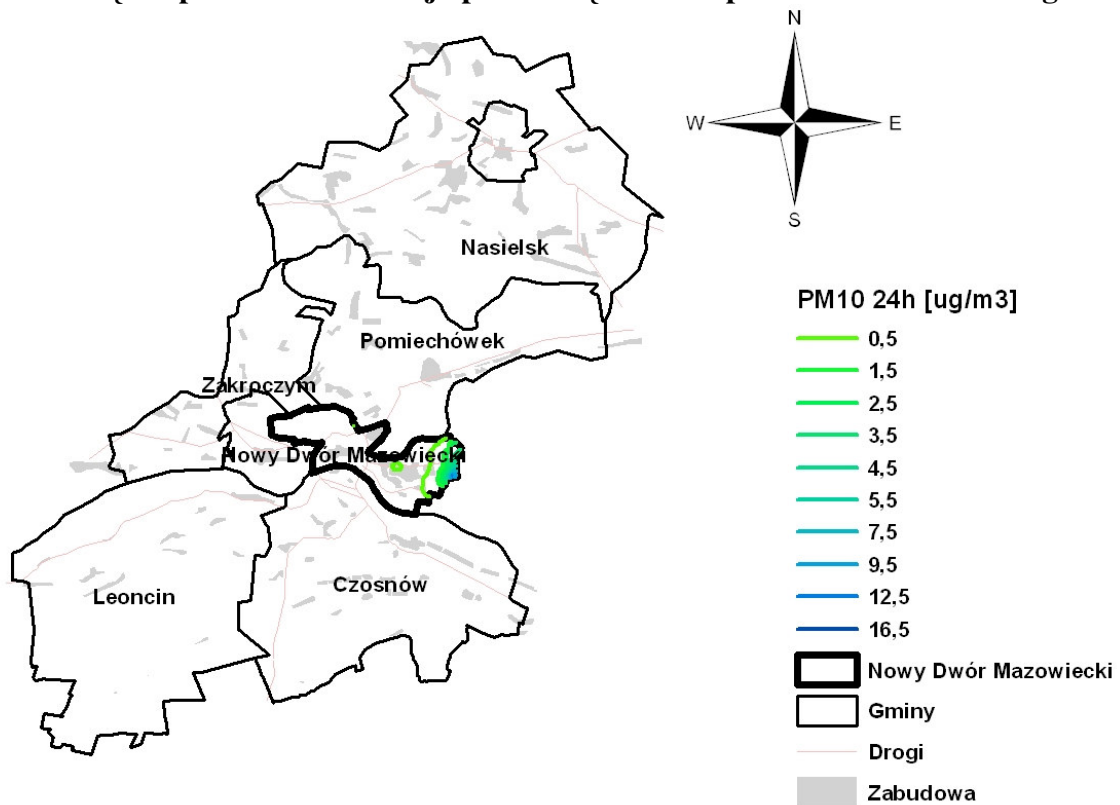 N
W
E
S
Nasielsk
PM10 24h [ug/m3]
0,5
Pomiechówek
1,5
2,5
Zakroczym
3,5
Nowy Dwór Mazowiecki
4,5
5,5
7,5
9,5
Leoncin
Czosnów
12,5
16,5
Nowy Dwór Mazowiecki
Gminy
Drogi
Zabudowa